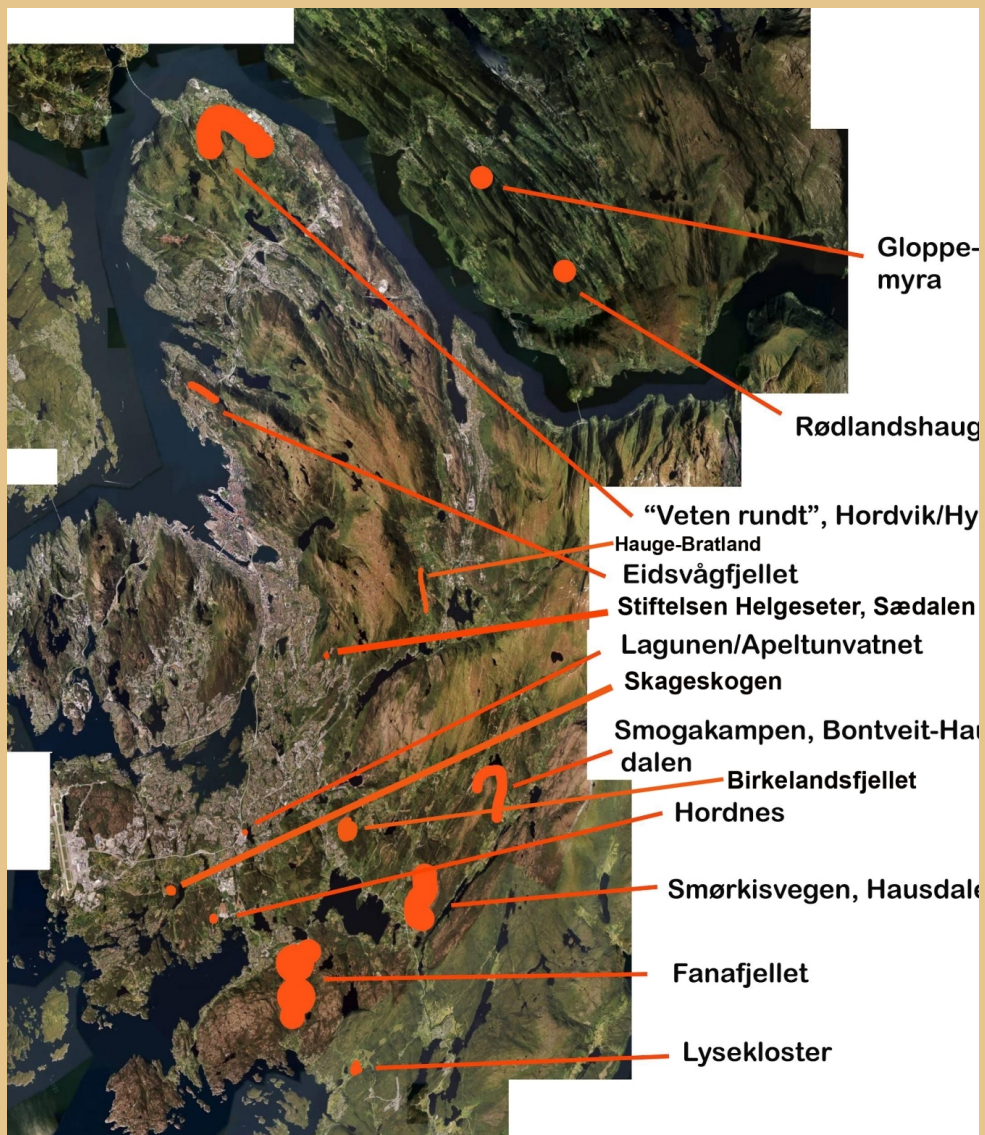 Gloppe-
myra
Rødlandshaug
“Veten rundt”, Hordvik/Hy
Hauge-Bratland
Eidsvågfjellet
Stiftelsen Helgeseter, Sædalen
Lagunen/Apeltunvatnet
Skageskogen
Smogakampen, Bontveit-Hau
dalen
Birkelandsfjellet
Hordnes
Smørkisvegen, Hausdale
Fanafjellet
Lysekloster